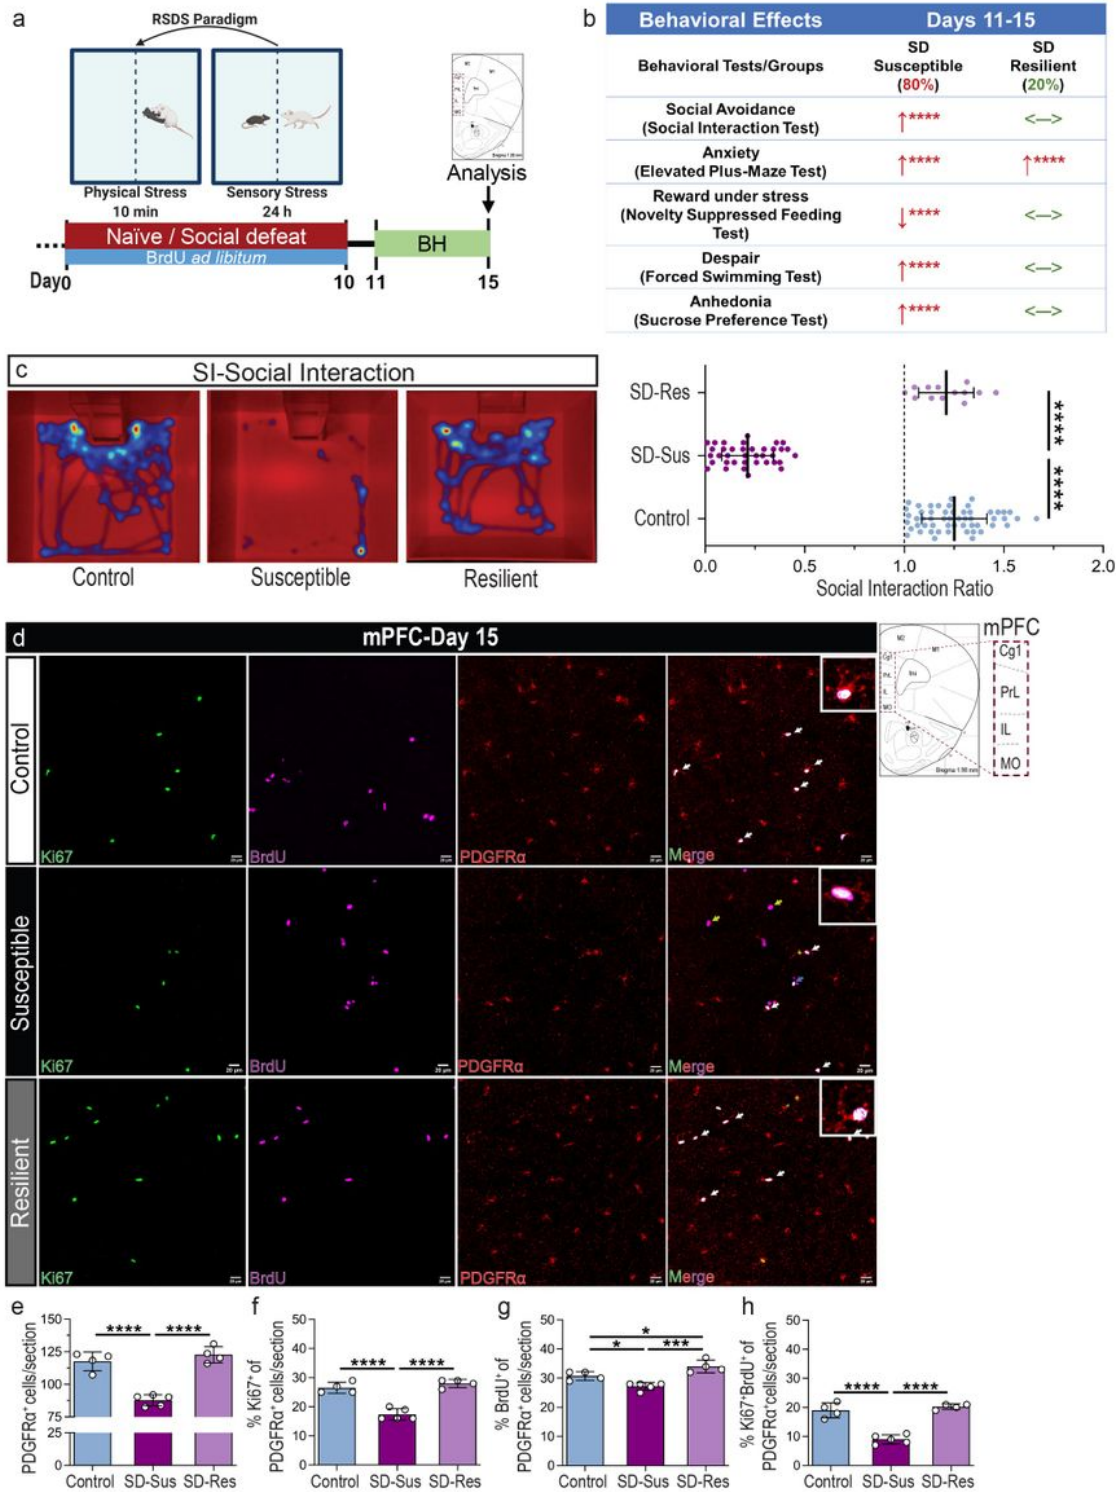 a
RSDS Paradigm
Physical Stress
10 min
Sensory Stress
24 h
Analysis
Naïve / Social defeat
BrdU ad libitum
BH
Day0
10
11
15
b
Behavioral Effects
Days 11-15
Behavioral Tests/Groups
SD
Susceptible
(80%)
SD
Resilient
(20%)
Social Avoidance
(Social Interaction Test)
↑****
<-->
Anxiety
(Elevated Plus-Maze Test)
↑****
↑****
Reward under stress
(Novelty Suppressed Feeding
Test)
↓****
<-->
Despair
(Forced Swimming Test)
↑****
<-->
Anhedonia
(Sucrose Preference Test)
↑****
<-->
c
SI-Social Interaction
Control
Susceptible
Resilient
SD-Res
SD-Sus
Control
****
****
0.0
0.5
1.0
1.5
2.0
Social Interaction Ratio
d
mPFC-Day 15
mPFC
M2
M1
Cg1
PrL
IL
MO
Cg1
PrL
IL
MO
Control
Ki67
BrdU
PDGFRα
Merge
Susceptible
Ki67
BrdU
PDGFRα
Merge
20 µm
Resilient
Ki67
BrdU
PDGFRα
Merge
e
PDGFRα+ cells/section
150
125
100
75
25
0
****
****
Control
SD-Sus
SD-Res
f
% Ki67+ of
PDGFRα+ cells/section
50
40
30
20
10
0
****
****
Control
SD-Sus
SD-Res
g
% BrdU+ of
PDGFRα+ cells/section
50
40
30
20
10
0
*
*
***
Control
SD-Sus
SD-Res
h
% Ki67+BrdU+ of
PDGFRα+cells/section
50
40
30
20
10
0
****
****
Control
SD-Sus
SD-Res